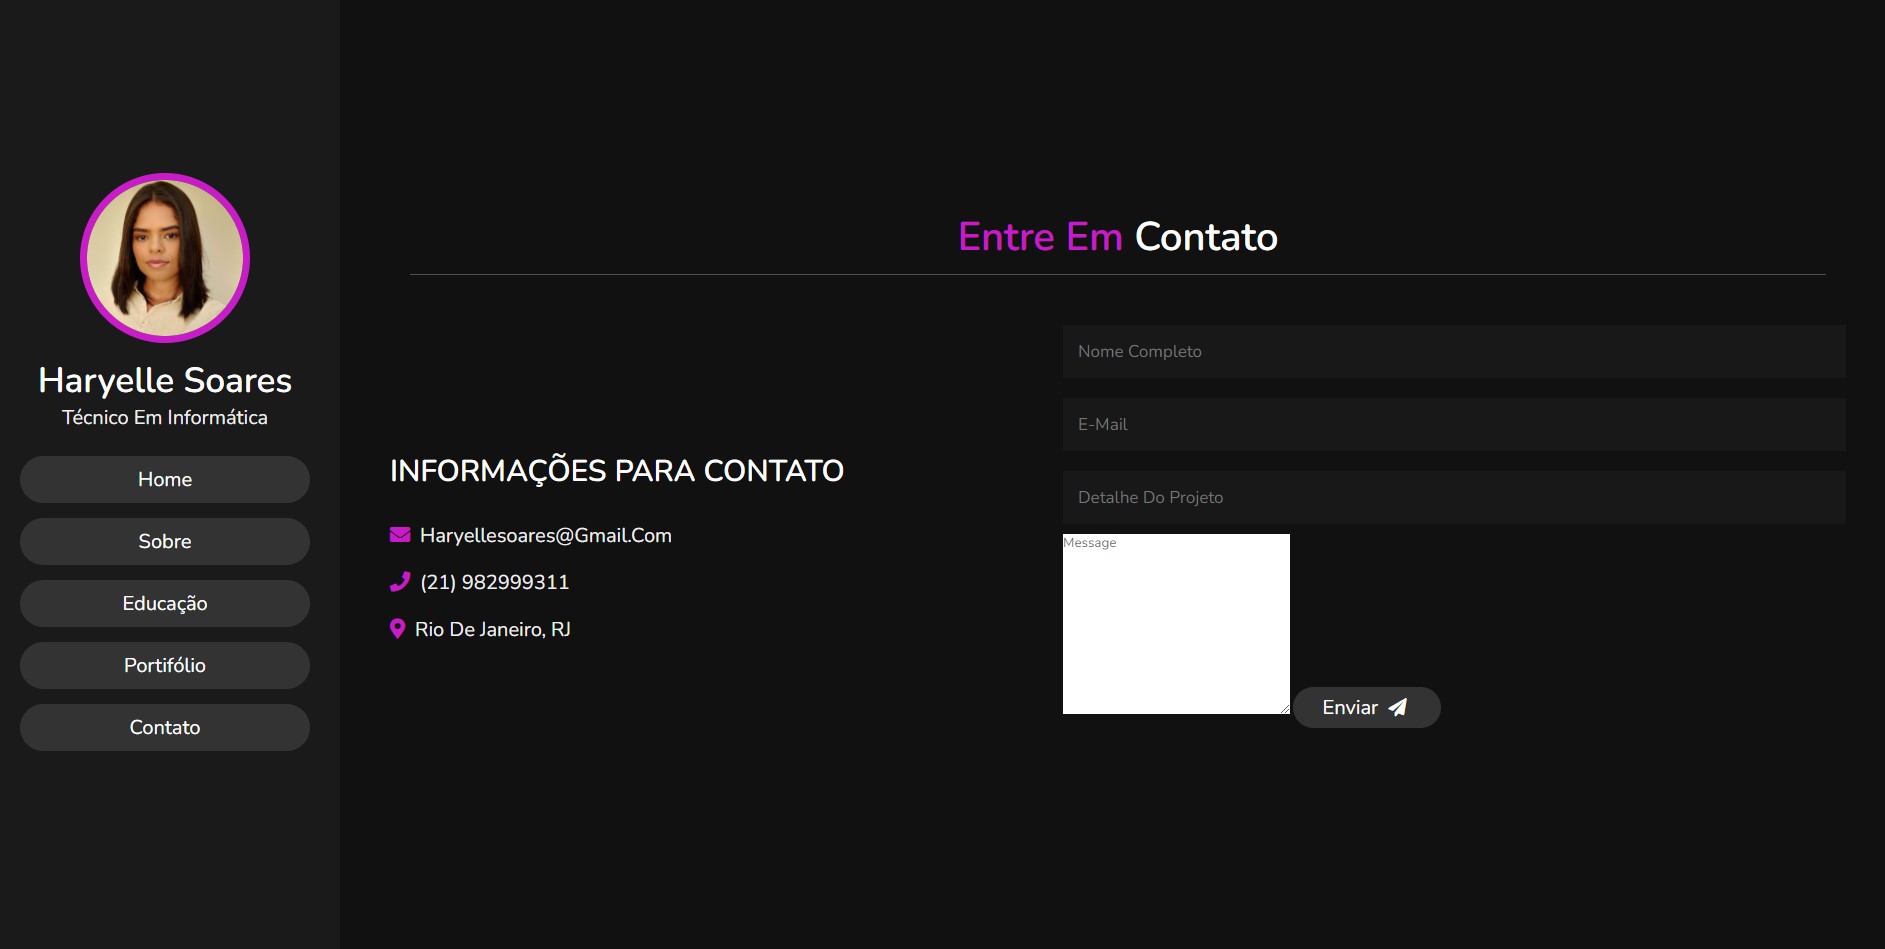 Haryelle Soares
Técnico Em Informática
Home
Sobre
Educação
Portifólio
Contato
Entre Em Contato
INFORMAÇÕES PARA CONTATO
Haryellesoares@Gmail.Com
(21) 982999311
Rio De Janeiro, RJ
Nome Completo
E-Mail
Detalhe Do Projeto
Message
Enviar